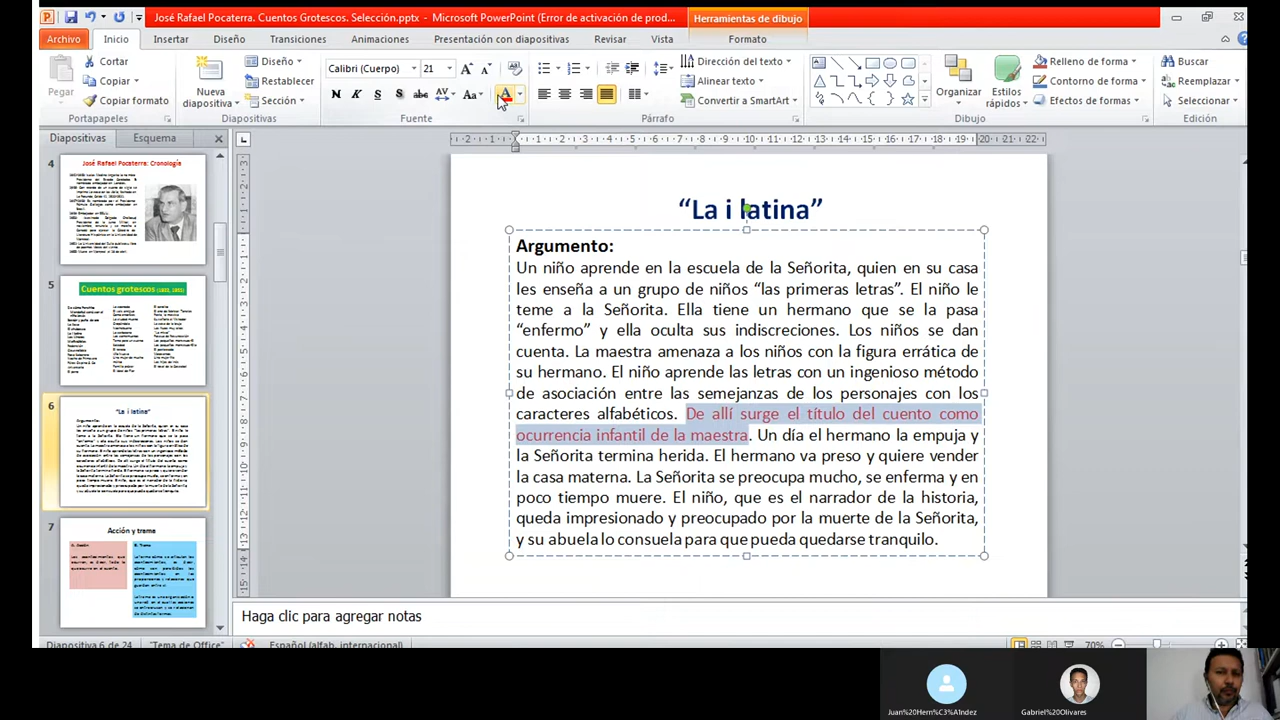 José Rafael Pocaterra. Cuentos Grotescos. Selección.pptx - Microsoft PowerPoint (Error de activación de prod...
Herramientas de dibujo
Archivo Inicio Insertar Diseño Transiciones Animaciones Presentación con diapositivas Revisar Vista Formato
Pegar
Cortar
Copiar
Copiar formato
Portapapeles
Nueva diapositiva
Diseño
Restablecer
Sección
Diapositivas
Calibri (Cuerpo) 21
Fuente
Dirección del texto
Alinear texto
Convertir a SmartArt
Párrafo
Organizar
Estilos rápidos
Relleno de forma
Contorno de forma
Efectos de formas
Dibujo
Buscar
Reemplazar
Seleccionar
Edición
Diapositivas Esquema
4
José Rafael Pocaterra: Cronología
5
Cuentos grotescos
6
"La i latina"
7
Acción y trama
“La i latina”
Argumento:
Un niño aprende en la escuela de la Señorita, quien en su casa
les enseña a un grupo de niños “las primeras letras”. El niño le
teme a la Señorita. Ella tiene un hermano que se la pasa
“enfermo” y ella oculta sus indiscreciones. Los niños se dan
cuenta. La maestra amenaza a los niños con la figura errática de
su hermano. El niño aprende las letras con un ingenioso método
de asociación entre las semejanzas de los personajes con los
caracteres alfabéticos. De allí surge el título del cuento como
ocurrencia infantil de la maestra. Un día el hermano la empuja y
la Señorita termina herida. El hermano va preso y quiere vender
la casa materna. La Señorita se preocupa mucho, se enferma y en
poco tiempo muere. El niño, que es el narrador de la historia,
queda impresionado y preocupado por la muerte de la Señorita,
y su abuela lo consuela para que pueda quedarse tranquilo.
Haga clic para agregar notas
Diapositiva 6 de 24 "Tema de Office" Español (alfab. internacional) 70%
Juan%20Hern%C3%A1ndez
Gabriel%20Olivares